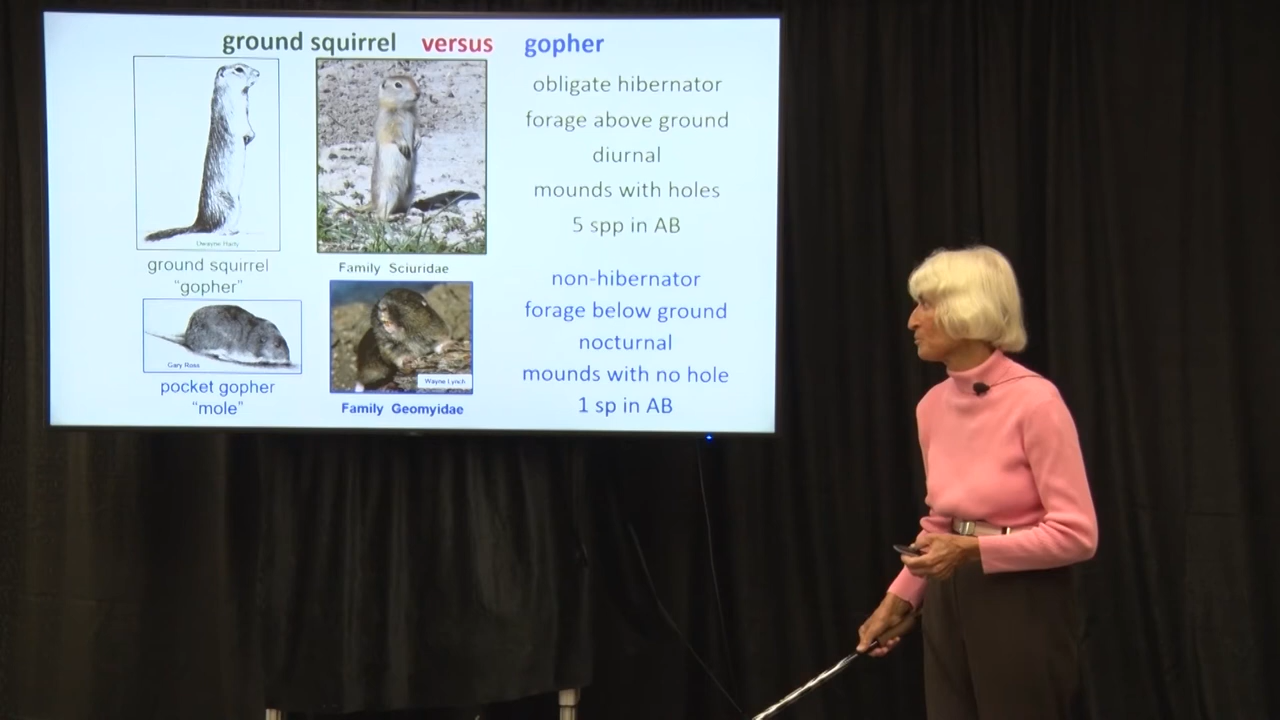 ground squirrel versus gopher
Dwayne Harty
ground squirrel
"gopher"
Family Sciuridae
obligate hibernator
forage above ground
diurnal
mounds with holes
5 spp in AB
Gary Ross
pocket gopher
"mole"
Wayne Lynch
Family Geomyidae
non-hibernator
forage below ground
nocturnal
mounds with no hole
1 sp in AB